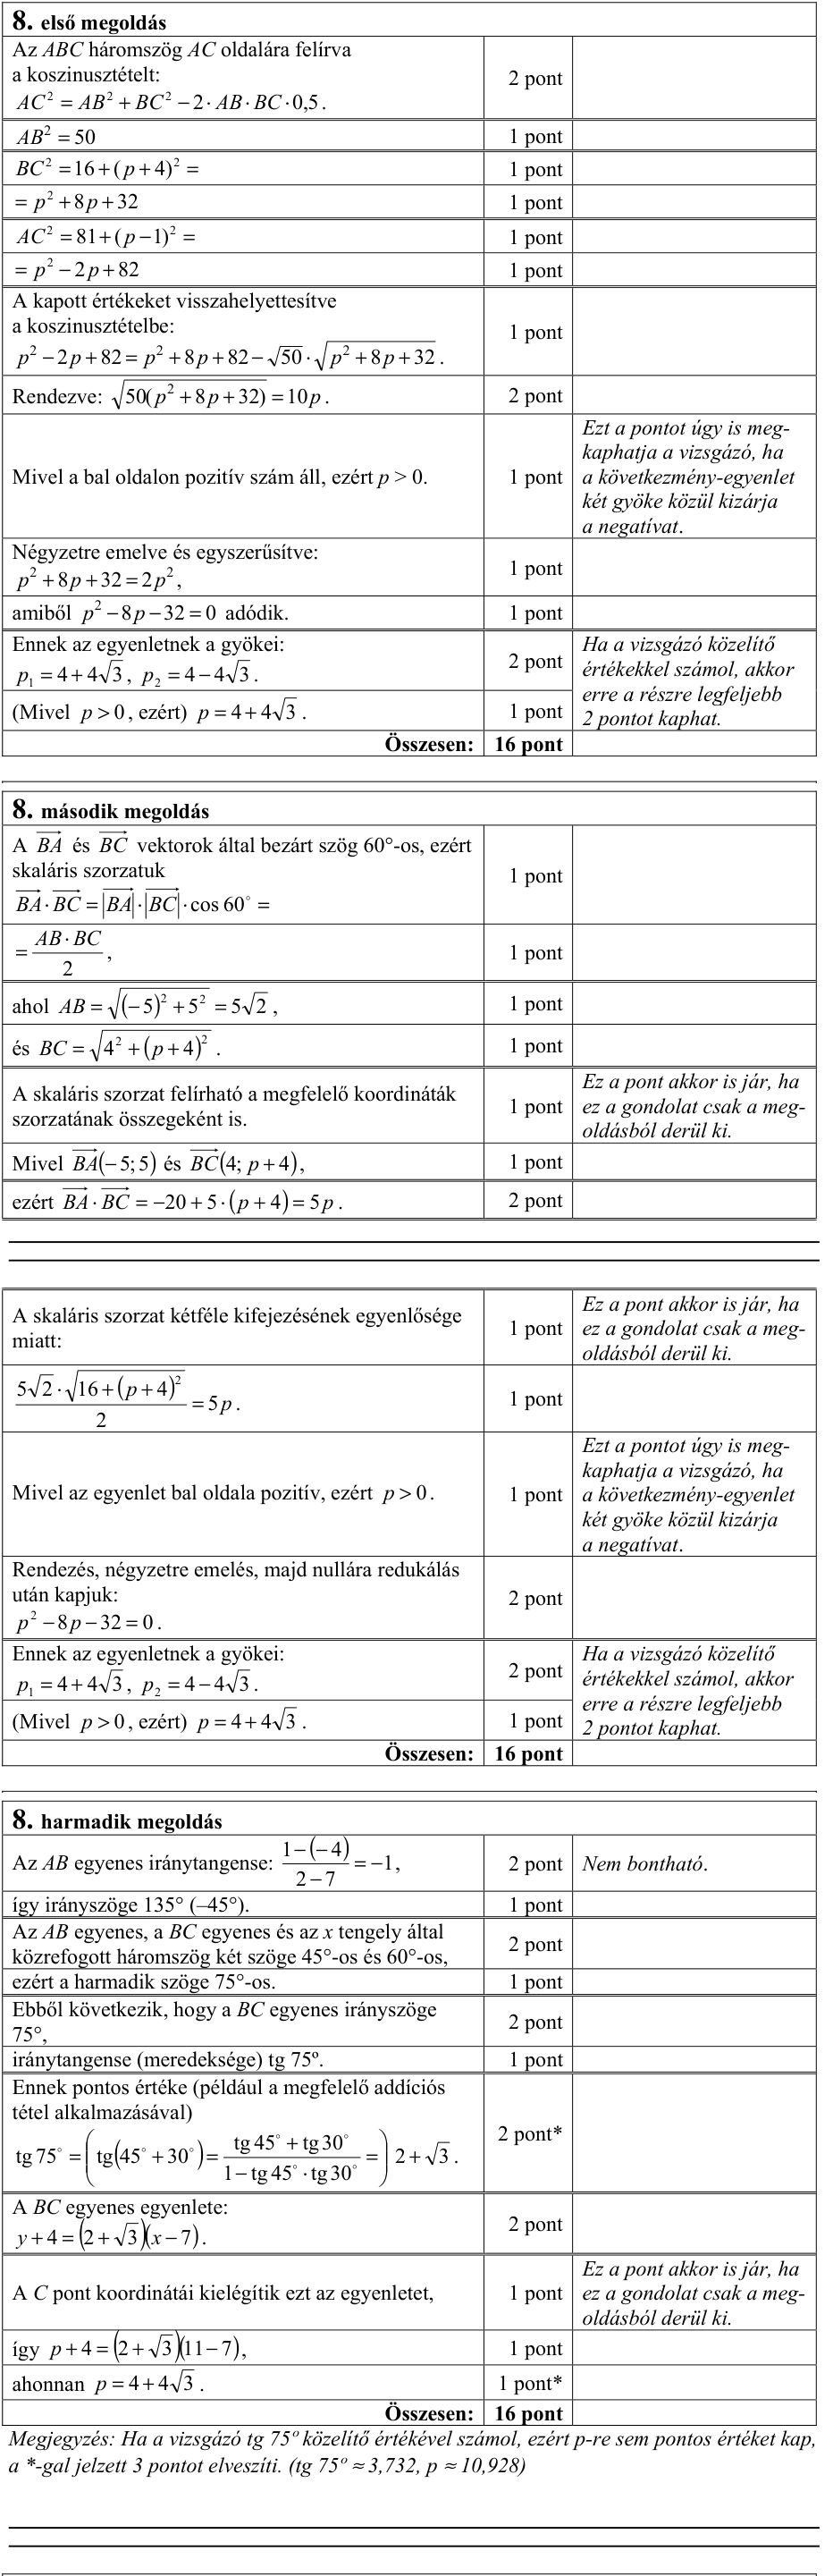 8. első megoldás
Az ABC háromszög AC oldalára felírva
a koszinusztételt:
AC² = AB² + BC² − 2 · AB · BC · 0,5 .
2 pont
AB² = 50
1 pont
BC² = 16 + (p + 4)² =
1 pont
= p² + 8p + 32
1 pont
AC² = 81 + (p − 1)² =
1 pont
= p² − 2p + 82
1 pont
A kapott értékeket visszahelyettesítve
a koszinusztételbe:
p² − 2p + 82 = p² + 8p + 82 − √50 · √(p² + 8p + 32) .
1 pont
Rendezve: √(50(p² + 8p + 32)) = 10p .
2 pont
Mivel a bal oldalon pozitív szám áll, ezért p > 0.
1 pont
Ezt a pontot úgy is meg-
kaphatja a vizsgázó, ha
a következmény-egyenlet
két gyöke közül kizárja
a negatívat.
Négyzetre emelve és egyszerűsítve:
p² + 8p + 32 = 2p² ,
1 pont
amiből p² − 8p − 32 = 0 adódik.
1 pont
Ennek az egyenletnek a gyökei:
p₁ = 4 + 4√3 , p₂ = 4 − 4√3 .
2 pont
Ha a vizsgázó közelítő
értékekkel számol, akkor
erre a részre legfeljebb
2 pontot kaphat.
(Mivel p > 0 , ezért) p = 4 + 4√3 .
1 pont
Összesen: 16 pont
8. második megoldás
A BA és BC vektorok által bezárt szög 60°-os, ezért
skaláris szorzatuk
BA · BC = |BA| · |BC| · cos 60° =
1 pont
= (AB · BC)/2 ,
1 pont
ahol AB = √((−5)² + 5²) = 5√2 ,
1 pont
és BC = √(4² + (p + 4)²) .
1 pont
A skaláris szorzat felírható a megfelelő koordináták
szorzatának összegeként is.
1 pont
Ez a pont akkor is jár, ha
ez a gondolat csak a meg-
oldásból derül ki.
Mivel BA(− 5; 5) és BC(4; p + 4),
1 pont
ezért BA · BC = −20 + 5 · (p + 4) = 5p .
2 pont
A skaláris szorzat kétféle kifejezésének egyenlősége
miatt:
1 pont
Ez a pont akkor is jár, ha
ez a gondolat csak a meg-
oldásból derül ki.
(5√2 · √(16 + (p + 4)²))/2 = 5p .
1 pont
Mivel az egyenlet bal oldala pozitív, ezért p > 0 .
1 pont
Ezt a pontot úgy is meg-
kaphatja a vizsgázó, ha
a következmény-egyenlet
két gyöke közül kizárja
a negatívat.
Rendezés, négyzetre emelés, majd nullára redukálás
után kapjuk:
p² − 8p − 32 = 0 .
2 pont
Ennek az egyenletnek a gyökei:
p₁ = 4 + 4√3 , p₂ = 4 − 4√3 .
2 pont
Ha a vizsgázó közelítő
értékekkel számol, akkor
erre a részre legfeljebb
2 pontot kaphat.
(Mivel p > 0 , ezért) p = 4 + 4√3 .
1 pont
Összesen: 16 pont
8. harmadik megoldás
Az AB egyenes iránytangense: (1 − (− 4))/(2 − 7) = −1 ,
2 pont
Nem bontható.
így irányszöge 135° (–45°).
1 pont
Az AB egyenes, a BC egyenes és az x tengely által
közrefogott háromszög két szöge 45°-os és 60°-os,
2 pont
ezért a harmadik szöge 75°-os.
1 pont
Ebből következik, hogy a BC egyenes irányszöge
75°,
2 pont
iránytangense (meredeksége) tg 75º.
1 pont
Ennek pontos értéke (például a megfelelő addíciós
tétel alkalmazásával)
tg 75° = (tg(45° + 30°) = (tg 45° + tg 30°)/(1 − tg 45° · tg 30°) =) 2 + √3 .
2 pont*
A BC egyenes egyenlete:
y + 4 = (2 + √3)(x − 7) .
2 pont
A C pont koordinátái kielégítik ezt az egyenletet,
1 pont
Ez a pont akkor is jár, ha
ez a gondolat csak a meg-
oldásból derül ki.
így p + 4 = (2 + √3)(11 − 7) ,
1 pont
ahonnan p = 4 + 4√3 .
1 pont*
Összesen: 16 pont
Megjegyzés: Ha a vizsgázó tg 75º közelítő értékével számol, ezért p-re sem pontos értéket kap,
a *-gal jelzett 3 pontot elveszíti. (tg 75º ≈ 3,732, p ≈ 10,928)